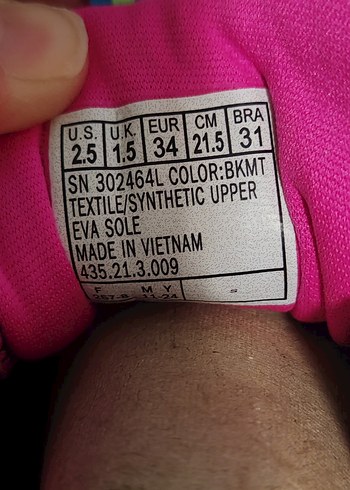 U.S. U.K. EUR CM BRA
2.5 1.5 34 21.5 31
SN 302464L COLOR:BKMT
TEXTILE/SYNTHETIC UPPER
EVA SOLE
MADE IN VIETNAM
435.21.3.009
F M Y